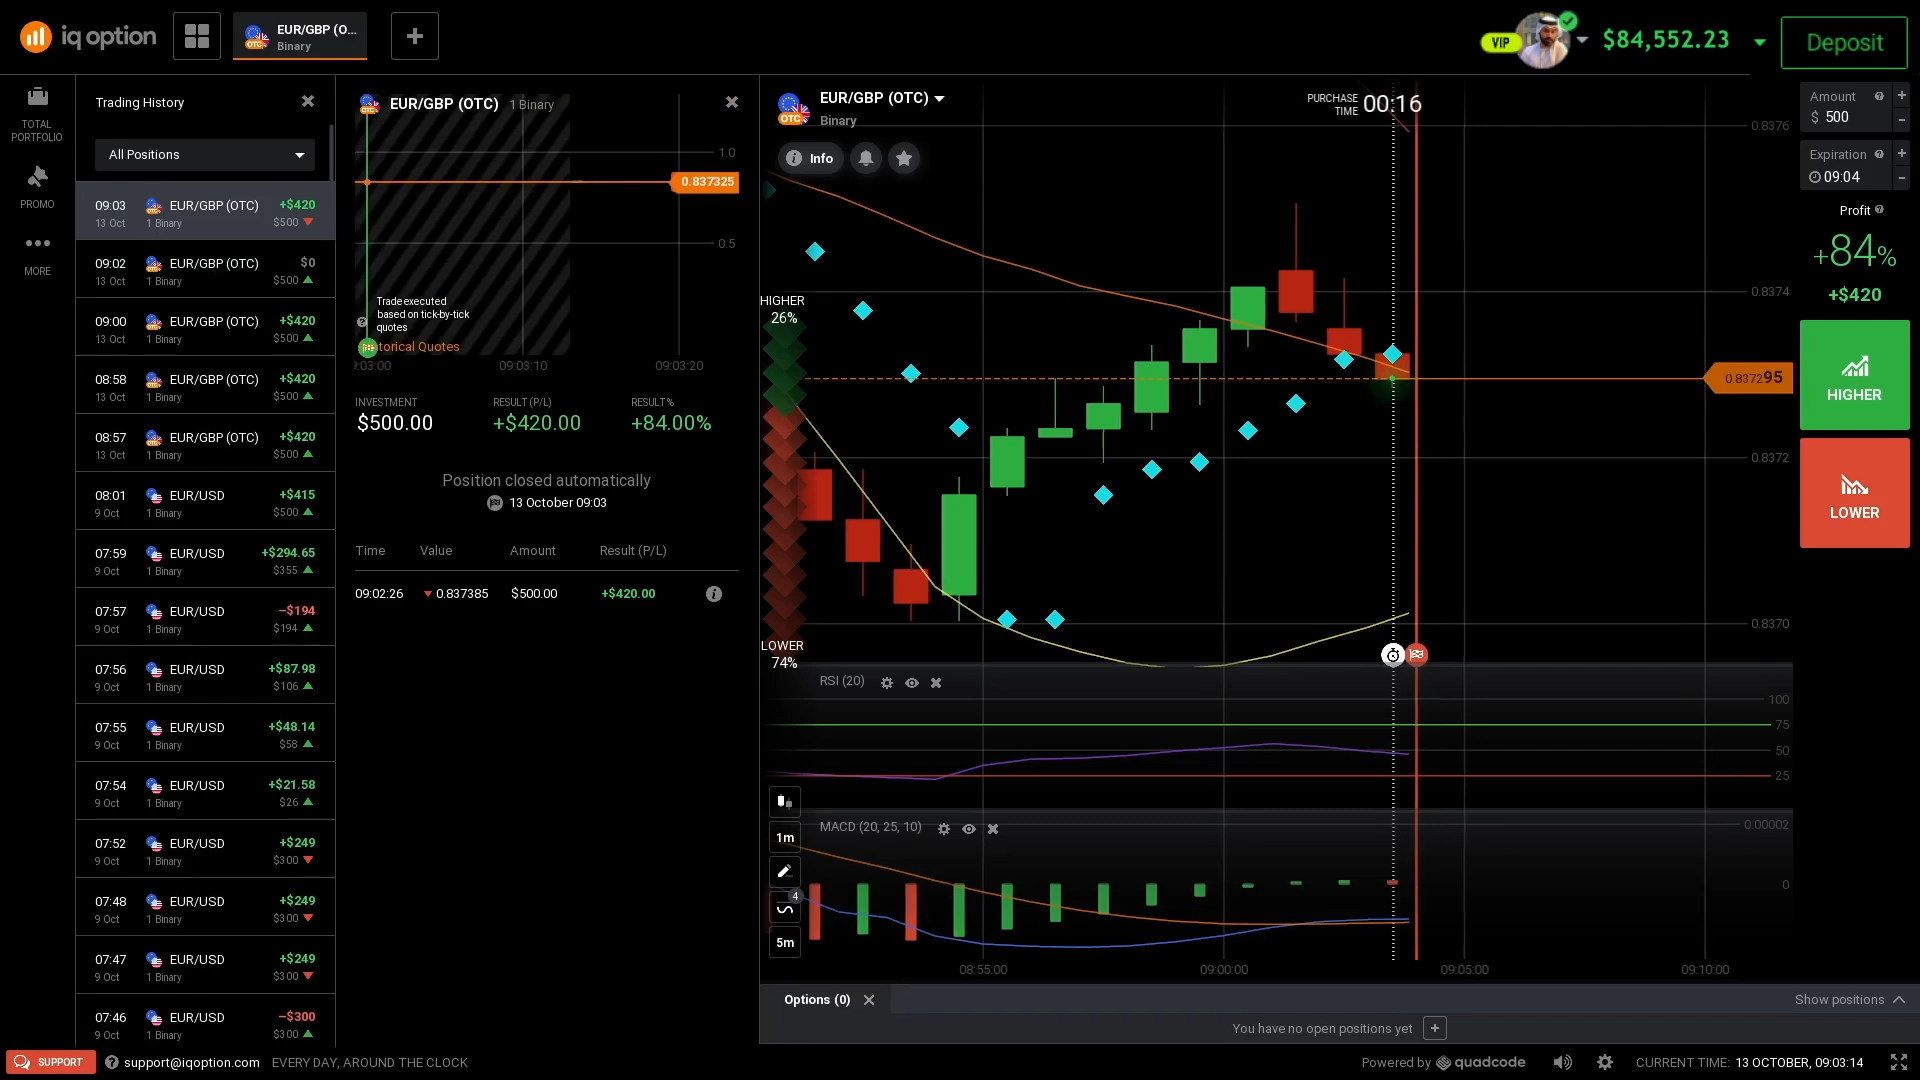 iq option
EUR/GBP (O...
Binary
VIP
$84,552.23
Deposit
TOTAL PORTFOLIO
PROMO
MORE
Trading History
All Positions
09:03 EUR/GBP (OTC) +$420
13 Oct 1 Binary $500
09:02 EUR/GBP (OTC) $0
13 Oct 1 Binary $500
09:00 EUR/GBP (OTC) +$420
13 Oct 1 Binary $500
08:58 EUR/GBP (OTC) +$420
13 Oct 1 Binary $500
08:57 EUR/GBP (OTC) +$420
13 Oct 1 Binary $500
08:01 EUR/USD +$415
9 Oct 1 Binary $500
07:59 EUR/USD +$294.65
9 Oct 1 Binary $355
07:57 EUR/USD −$194
9 Oct 1 Binary $194
07:56 EUR/USD +$87.98
9 Oct 1 Binary $106
07:55 EUR/USD +$48.14
9 Oct 1 Binary $58
07:54 EUR/USD +$21.58
9 Oct 1 Binary $26
07:52 EUR/USD +$249
9 Oct 1 Binary $300
07:48 EUR/USD +$249
9 Oct 1 Binary $300
07:47 EUR/USD +$249
9 Oct 1 Binary $300
07:46 EUR/USD −$300
9 Oct 1 Binary $300
EUR/GBP (OTC) 1 Binary
1.0
0.837325
0.5
Trade executed
based on tick-by-tick
quotes
torical Quotes
:03:00 09:03:10 09:03:20
INVESTMENT RESULT (P/L) RESULT %
$500.00 +$420.00 +84.00%
Position closed automatically
13 October 09:03
Time Value Amount Result (P/L)
09:02:26 0.837385 $500.00 +$420.00
EUR/GBP (OTC)
OTC
Binary
Info
PURCHASE TIME 00:16
0.8376
0.8374
0.837295
0.8372
0.8370
HIGHER
26%
LOWER
74%
RSI (20)
100
75
50
25
MACD (20, 25, 10)
0.00002
0
1m
4
5m
08:55:00 09:00:00 09:05:00 09:10:00
Options (0)
Show positions
You have no open positions yet
Amount
$ 500
Expiration
09:04
Profit
+84%
+$420
HIGHER
LOWER
SUPPORT
support@iqoption.com EVERY DAY, AROUND THE CLOCK
Powered by quadcode
CURRENT TIME: 13 OCTOBER, 09:03:14